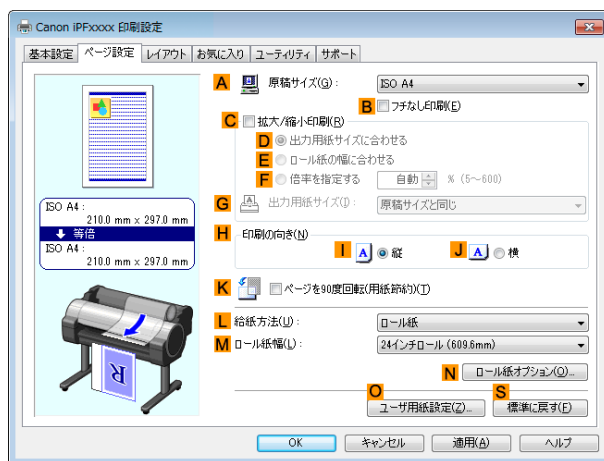 Canon iPFxxxx 印刷設定
基本設定 ページ設定 レイアウト お気に入り ユーティリティ サポート
A 原稿サイズ(G): ISO A4
B フチなし印刷(E)
C 拡大/縮小印刷(R)
D 出力用紙サイズに合わせる
E ロール紙の幅に合わせる
F 倍率を指定する 自動 % (5～600)
G A 出力用紙サイズ(I): 原稿サイズと同じ
H 印刷の向き(N)
I A 縦 J A 横
K ページを90度回転(用紙節約)(T)
L 給紙方法(U): ロール紙
M ロール紙幅(L): 24インチロール (609.6mm)
N ロール紙オプション(O)...
O ユーザ用紙設定(Z)... S 標準に戻す(F)
ISO A4 :
210.0 mm x 297.0 mm
等倍
ISO A4 :
210.0 mm x 297.0 mm
R
OK キャンセル 適用(A) ヘルプ